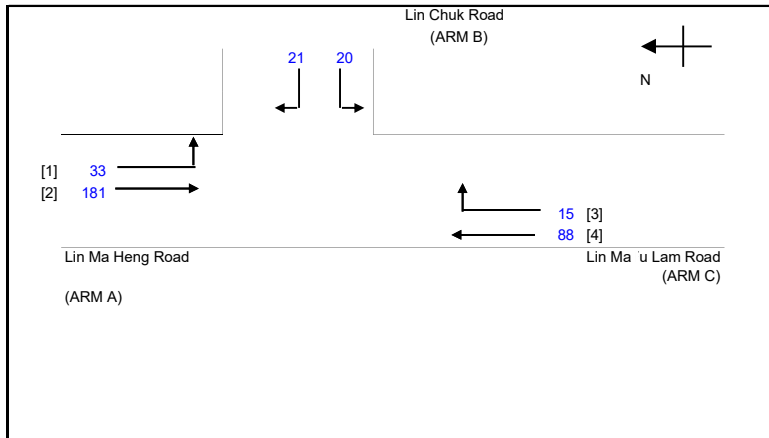 Lin Chuk Road
(ARM B)
21 20
N
[1] 33
[2] 181
15 [3]
88 [4]
Lin Ma Heng Road
Lin Ma 'u Lam Road
(ARM C)
(ARM A)